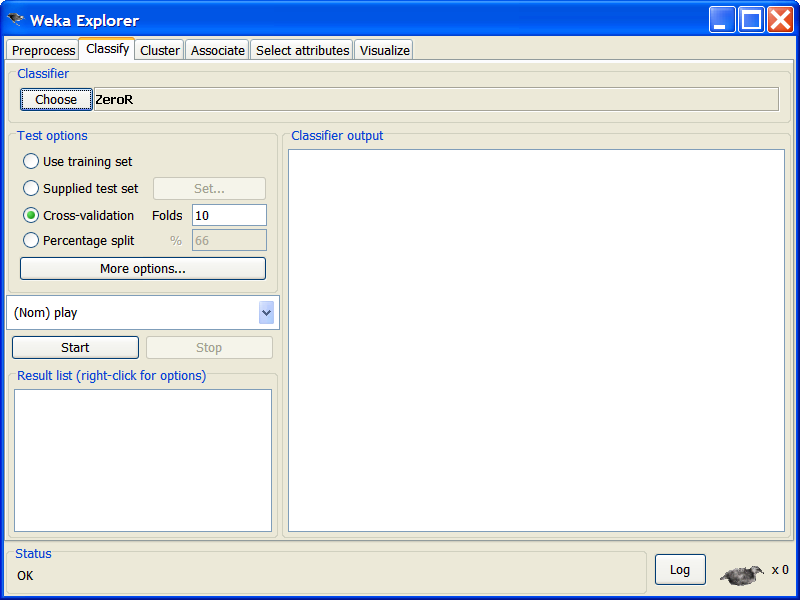 Weka Explorer
Preprocess Classify Cluster Associate Select attributes Visualize
Classifier
Choose ZeroR
Test options
Use training set
Supplied test set Set...
Cross-validation Folds 10
Percentage split % 66
More options...
(Nom) play
Start Stop
Result list (right-click for options)
Classifier output
Status
OK
Log x 0